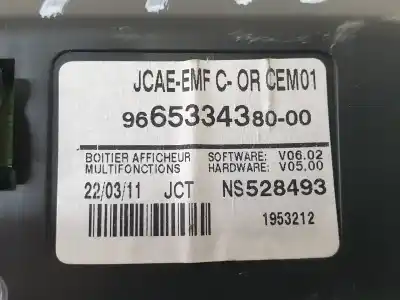 JCAE-EMF C- OR CEM01
9665334380-00
BOITIER AFFICHEUR SOFTWARE: V06.02
MULTIFONCTIONS HARDWARE: V05.00
22/03/11 JCT NS528493
1953212